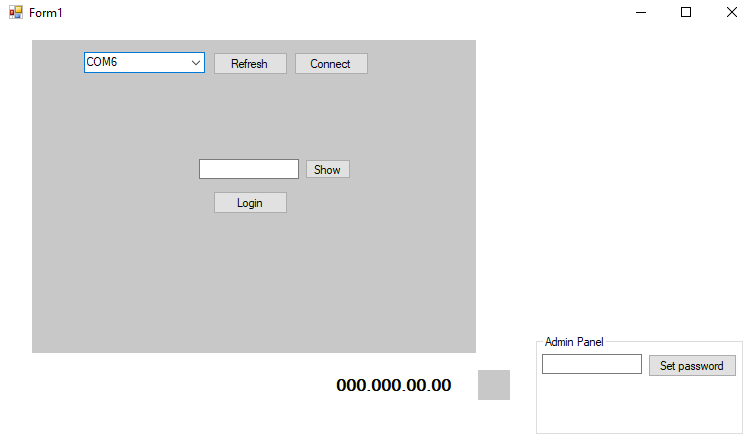 Form1
COM6 Refresh Connect
Show
Login
Admin Panel
Set password
000.000.00.00